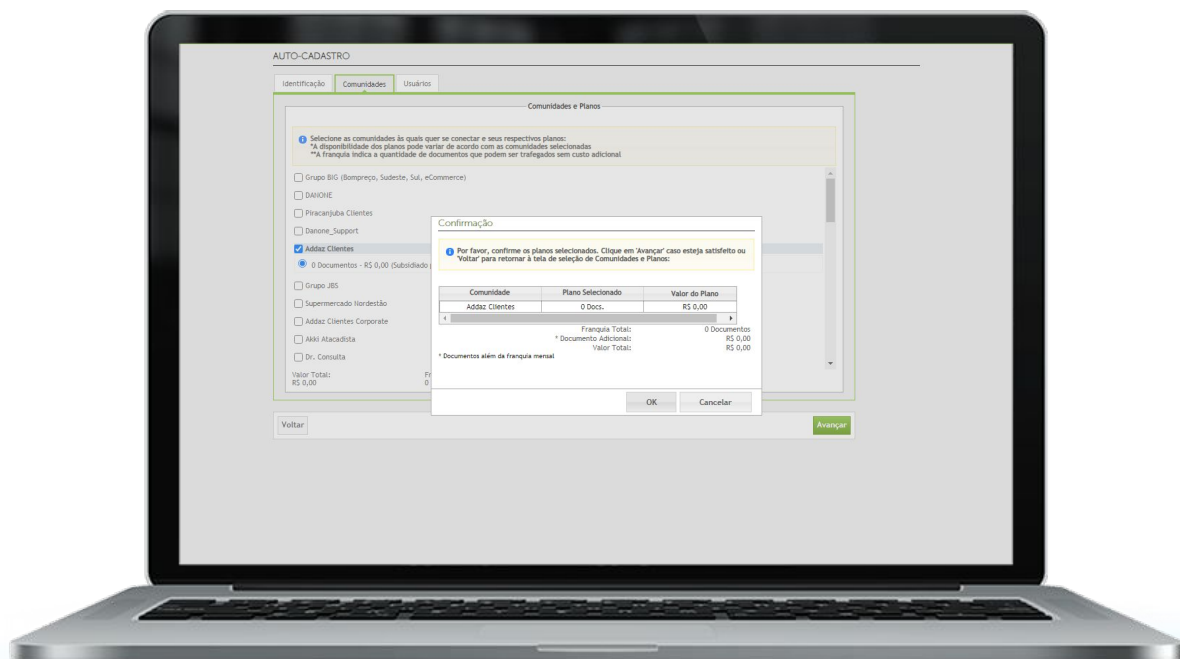 AUTO-CADASTRO
Identificação Comunidades Usuários
Comunidades e Planos
Selecione as comunidades às quais quer se conectar e seus respectivos planos:
*A disponibilidade dos planos pode variar de acordo com as comunidades selecionadas
**A franquia indica a quantidade de documentos que podem ser trafegados sem custo adicional
Grupo BIG (Bompreço, Sudeste, Sul, eCommerce)
DANONE
Piracanjuba Clientes
Danone_Support
Addaz Clientes
0 Documentos - R$ 0,00 (Subsidiado
Grupo JBS
Supermercado Nordestão
Addaz Clientes Corporate
Akki Atacadista
Dr. Consulta
Valor Total:
R$ 0,00
0
Confirmação
Por favor, confirme os planos selecionados. Clique em 'Avançar' caso esteja satisfeito ou
'Voltar' para retornar à tela de seleção de Comunidades e Planos:
Comunidade Plano Selecionado Valor do Plano
Addaz Clientes 0 Docs. R$ 0,00
Franquia Total: 0 Documentos
* Documento Adicional: R$ 0,00
Valor Total: R$ 0,00
* Documentos além da franquia mensal
OK Cancelar
Voltar Avançar